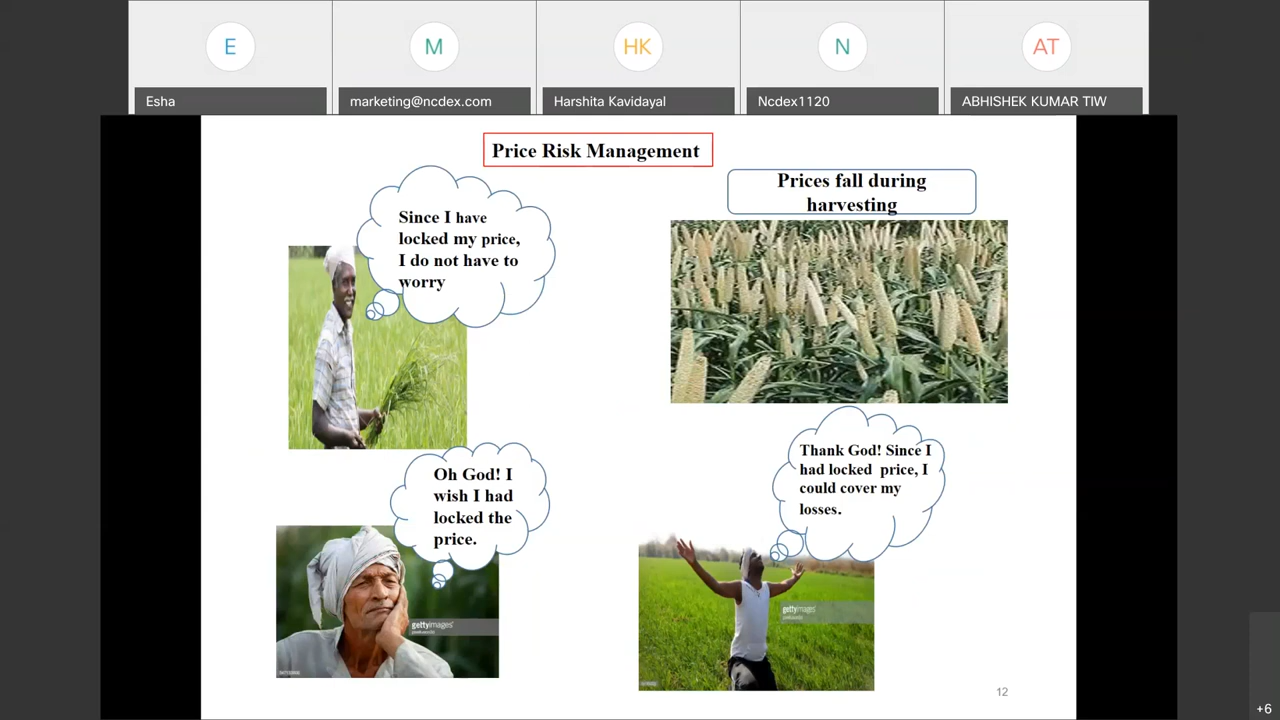 E
M
HK
N
AT
Esha
marketing@ncdex.com
Harshita Kavidayal
Ncdex1120
ABHISHEK KUMAR TIW
Price Risk Management
Prices fall during
harvesting
Since I have
locked my price,
I do not have to
worry
Oh God! I
wish I had
locked the
price.
gettyimages
Thank God! Since I
had locked price, I
could cover my
losses.
gettyimages
12
+6